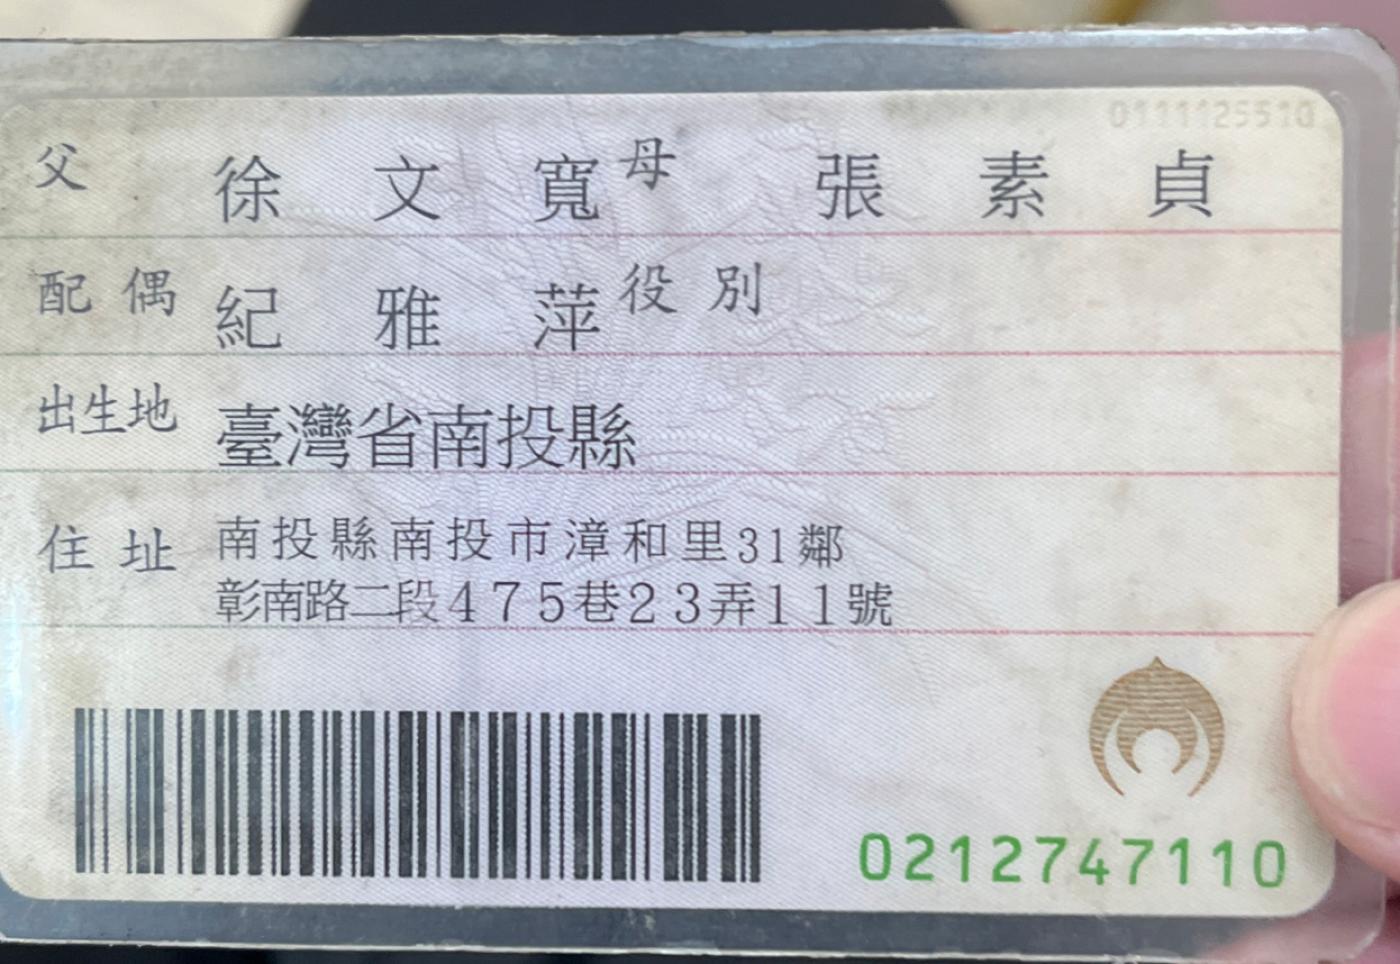 0111125510
父 徐文寬 母 張素貞
配偶 紀雅萍 役別
出生地 臺灣省南投縣
住址 南投縣南投市漳和里31鄰
彰南路二段475巷23弄11號
0212747110